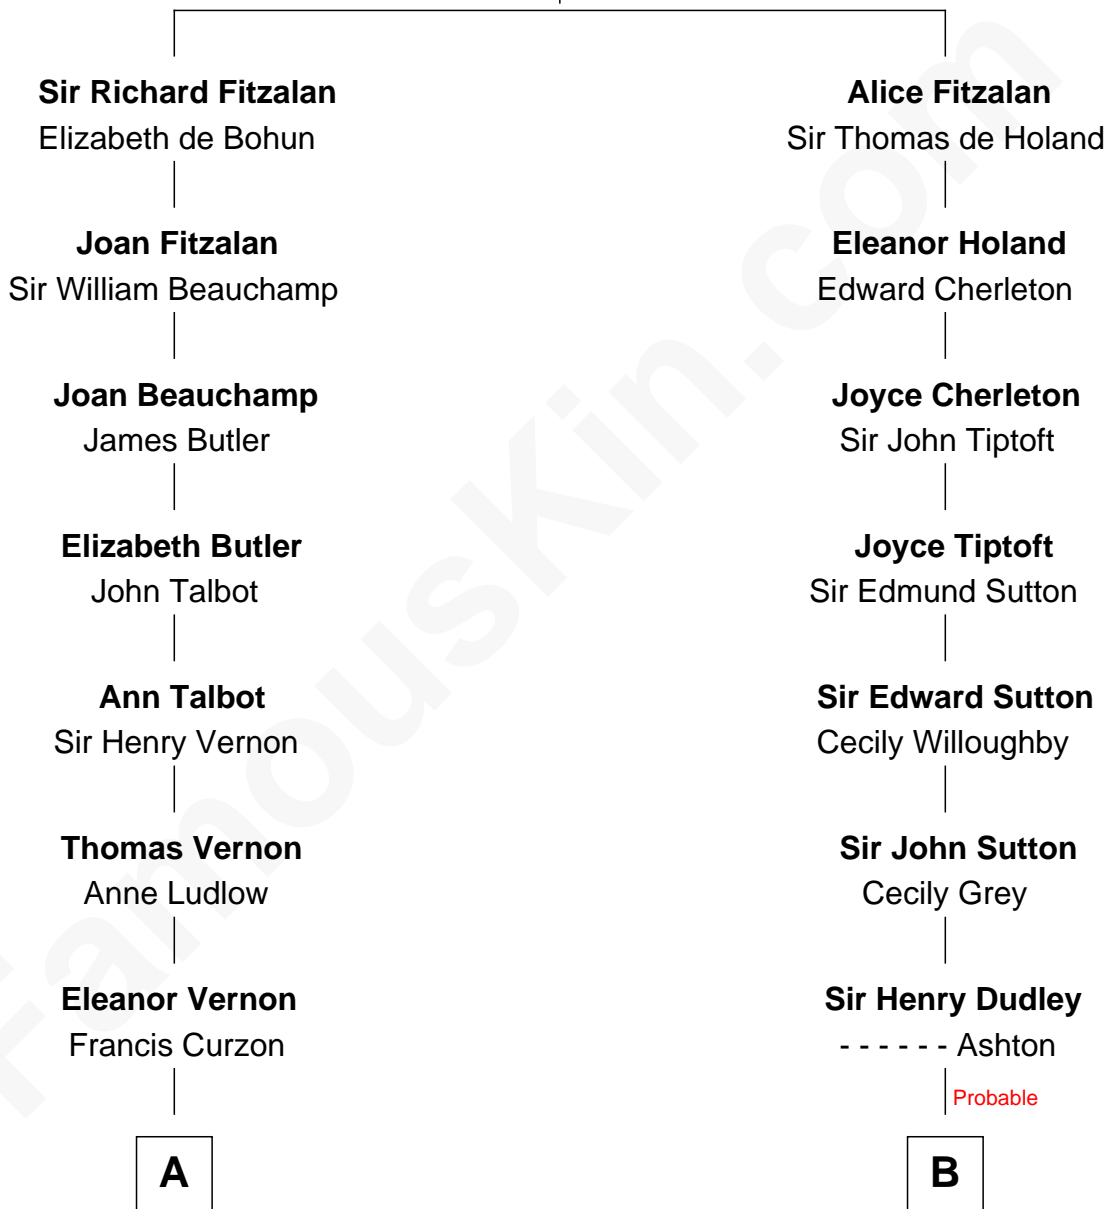 Sir Richard Fitzalan
Elizabeth de Bohun
Alice Fitzalan
Sir Thomas de Holand
Joan Fitzalan
Sir William Beauchamp
Eleanor Holand
Edward Cherleton
Joan Beauchamp
James Butler
Joyce Cherleton
Sir John Tiptoft
Elizabeth Butler
John Talbot
Joyce Tiptoft
Sir Edmund Sutton
Ann Talbot
Sir Henry Vernon
Sir Edward Sutton
Cecily Willoughby
Thomas Vernon
Anne Ludlow
Sir John Sutton
Cecily Grey
Eleanor Vernon
Francis Curzon
Sir Henry Dudley
- - - - - - Ashton
Probable
A
B
FamousKin.com